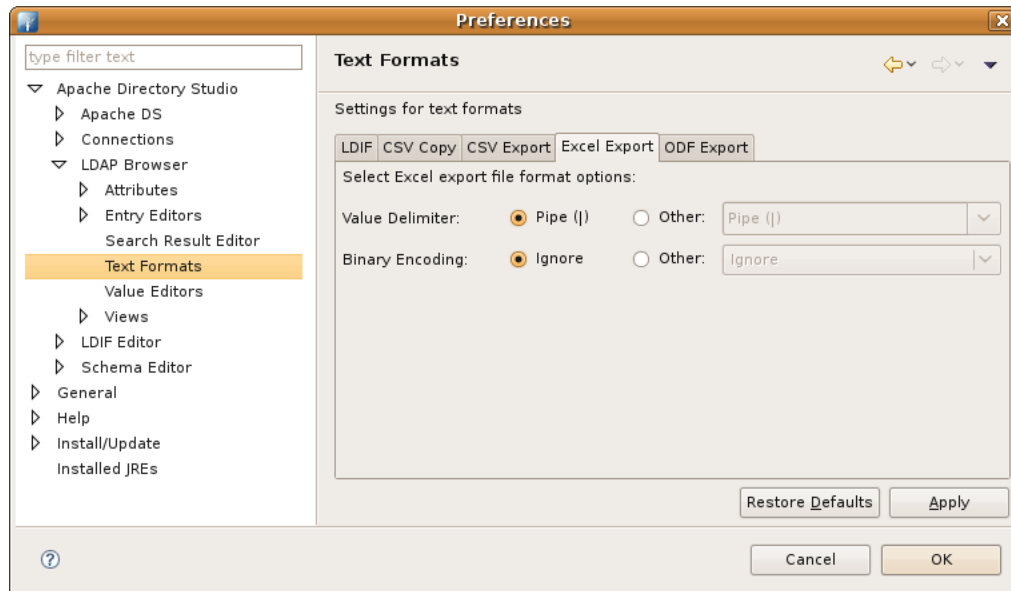 Preferences
type filter text
Apache Directory Studio
Apache DS
Connections
LDAP Browser
Attributes
Entry Editors
Search Result Editor
Text Formats
Value Editors
Views
LDIF Editor
Schema Editor
General
Help
Install/Update
Installed JREs
Text Formats
Settings for text formats
LDIF CSV Copy CSV Export Excel Export ODF Export
Select Excel export file format options:
Value Delimiter: Pipe (|) Other: Pipe (|)
Binary Encoding: Ignore Other: Ignore
Restore Defaults Apply
? Cancel OK